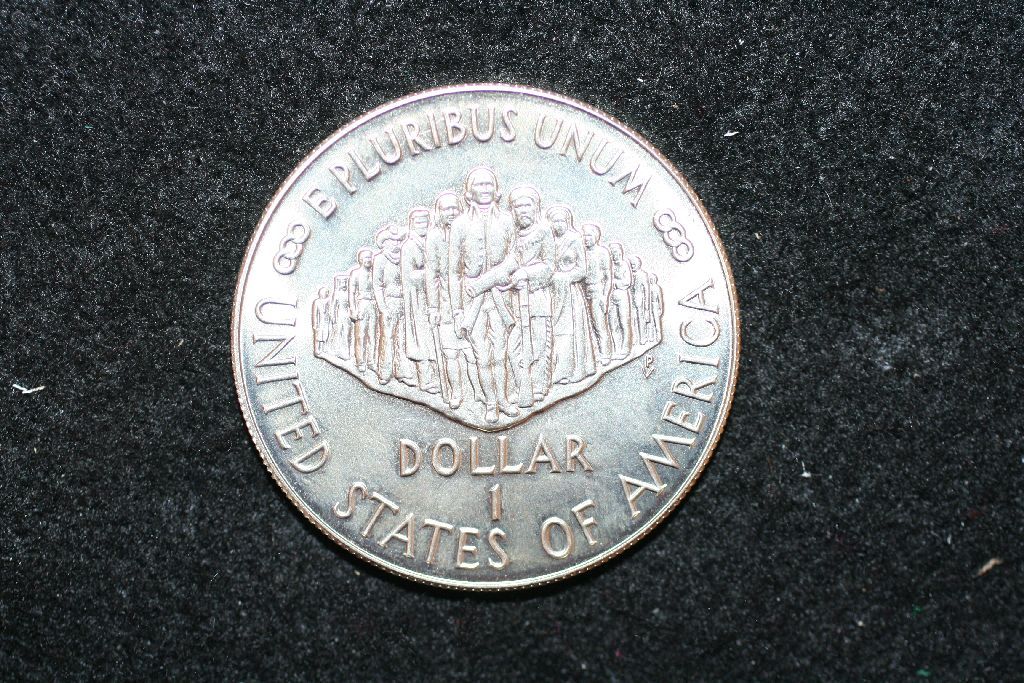 E PLURIBUS UNUM
DOLLAR
1
UNITED STATES OF AMERICA